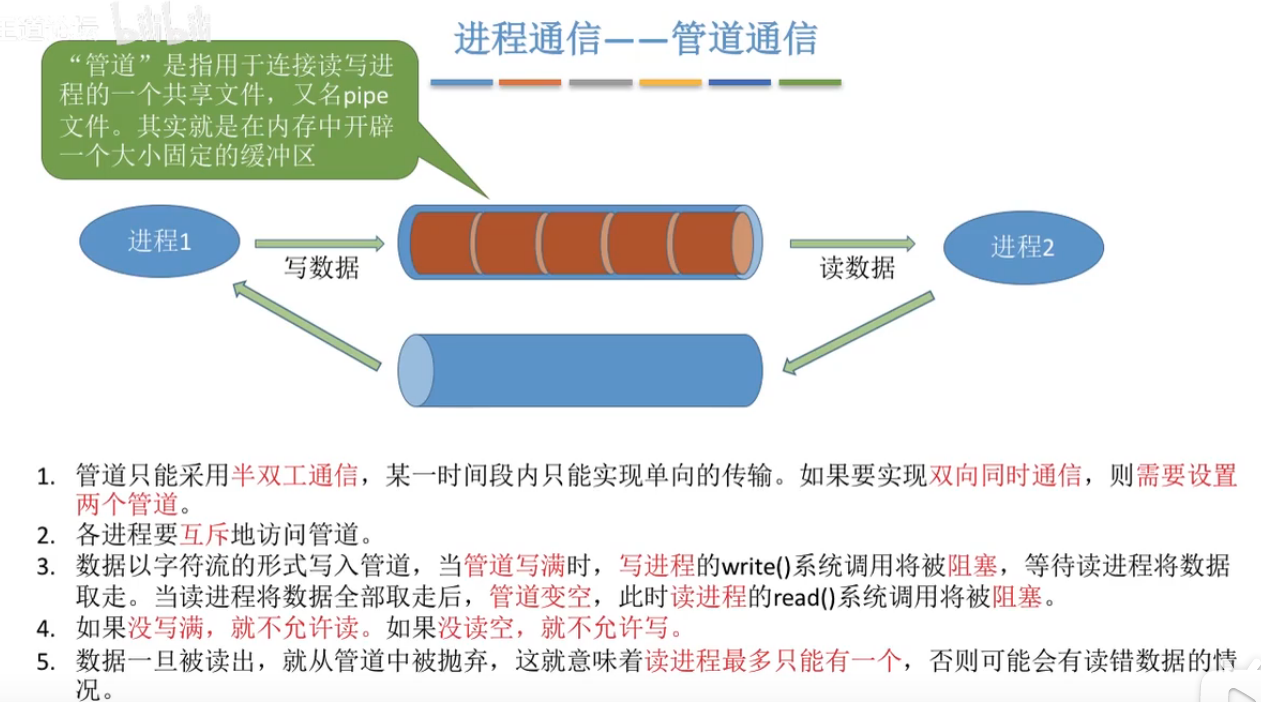 进程通信——管道通信
“管道”是指用于连接读写进
程的一个共享文件，又名pipe
文件。其实就是在内存中开辟
一个大小固定的缓冲区
进程1
写数据
读数据
进程2
1. 管道只能采用半双工通信，某一时间段内只能实现单向的传输。如果要实现双向同时通信，则需要设置
两个管道。
2. 各进程要互斥地访问管道。
3. 数据以字符流的形式写入管道，当管道写满时，写进程的write()系统调用将被阻塞，等待读进程将数据
取走。当读进程将数据全部取走后，管道变空，此时读进程的read()系统调用将被阻塞。
4. 如果没写满，就不允许读。如果没读空，就不允许写。
5. 数据一旦被读出，就从管道中被抛弃，这就意味着读进程最多只能有一个，否则可能会有读错数据的情
况。